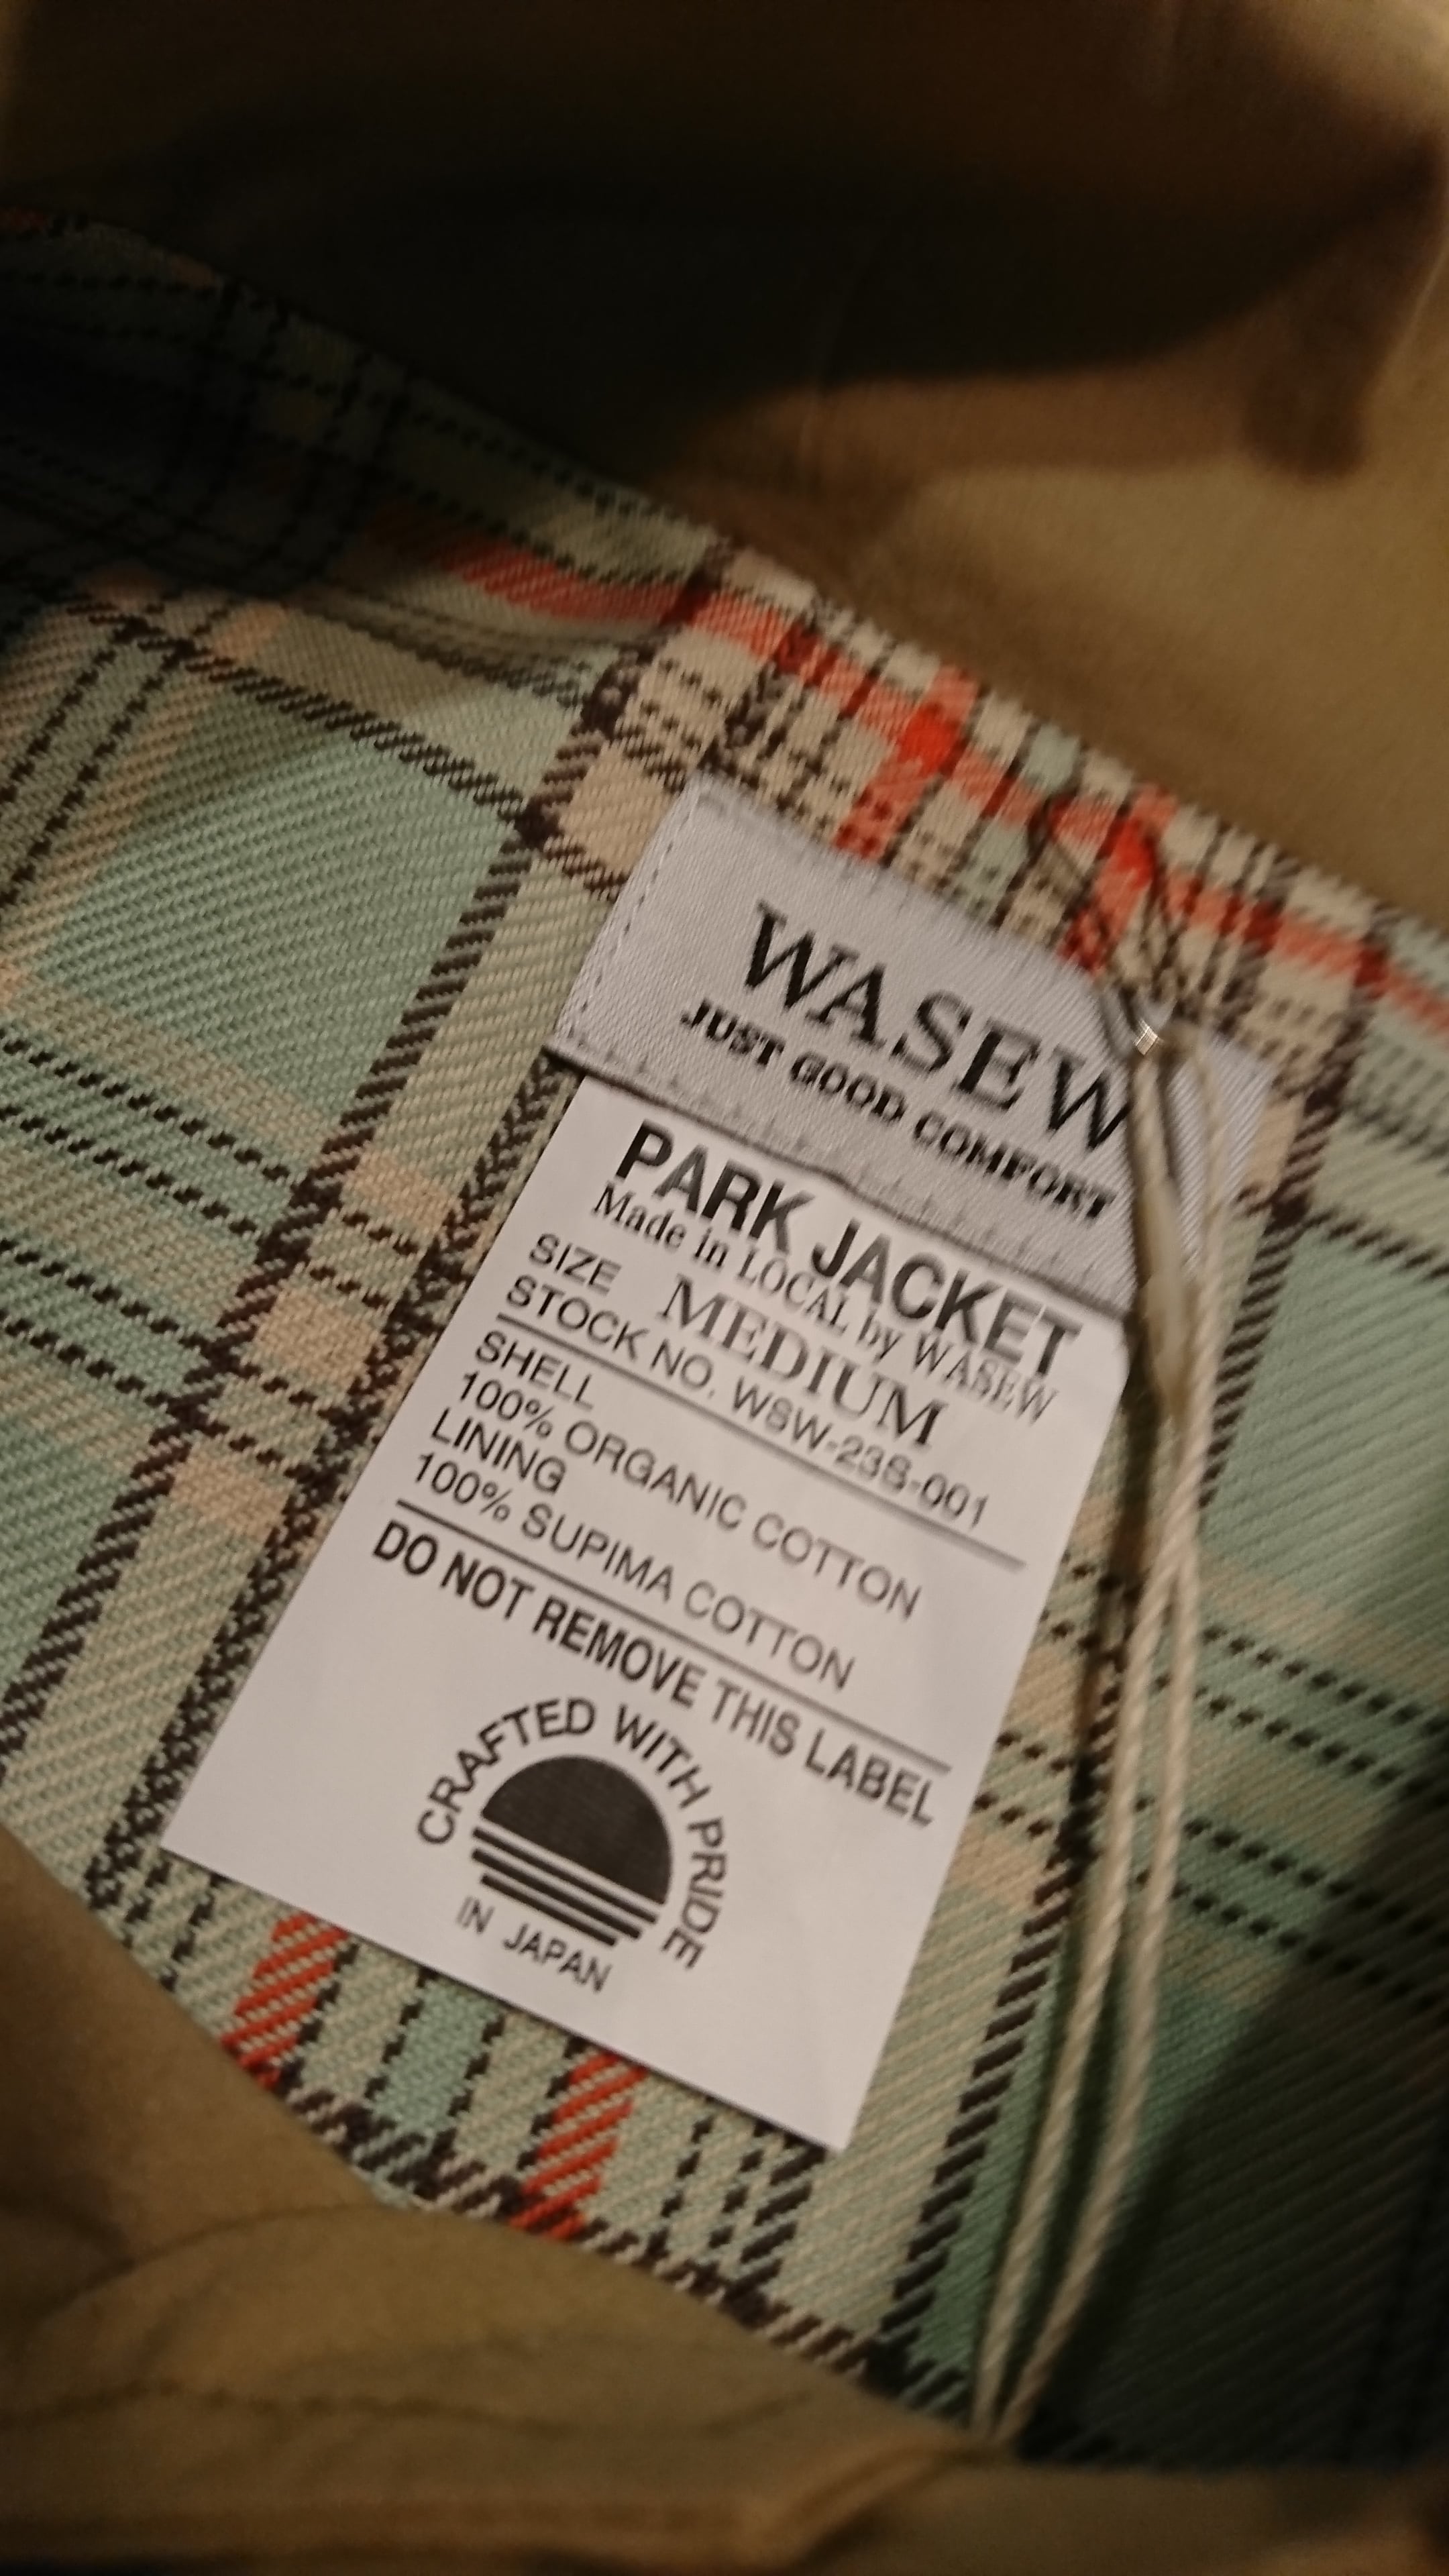 WASEW
JUST GOOD COMFORT
PARK JACKET
Made in LOCAL by WASEW
SIZE MEDIUM
STOCK NO. WSW-23S-001
SHELL
100% ORGANIC COTTON
LINING
100% SUPIMA COTTON
DO NOT REMOVE THIS LABEL
CRAFTED WITH PRIDE
IN JAPAN